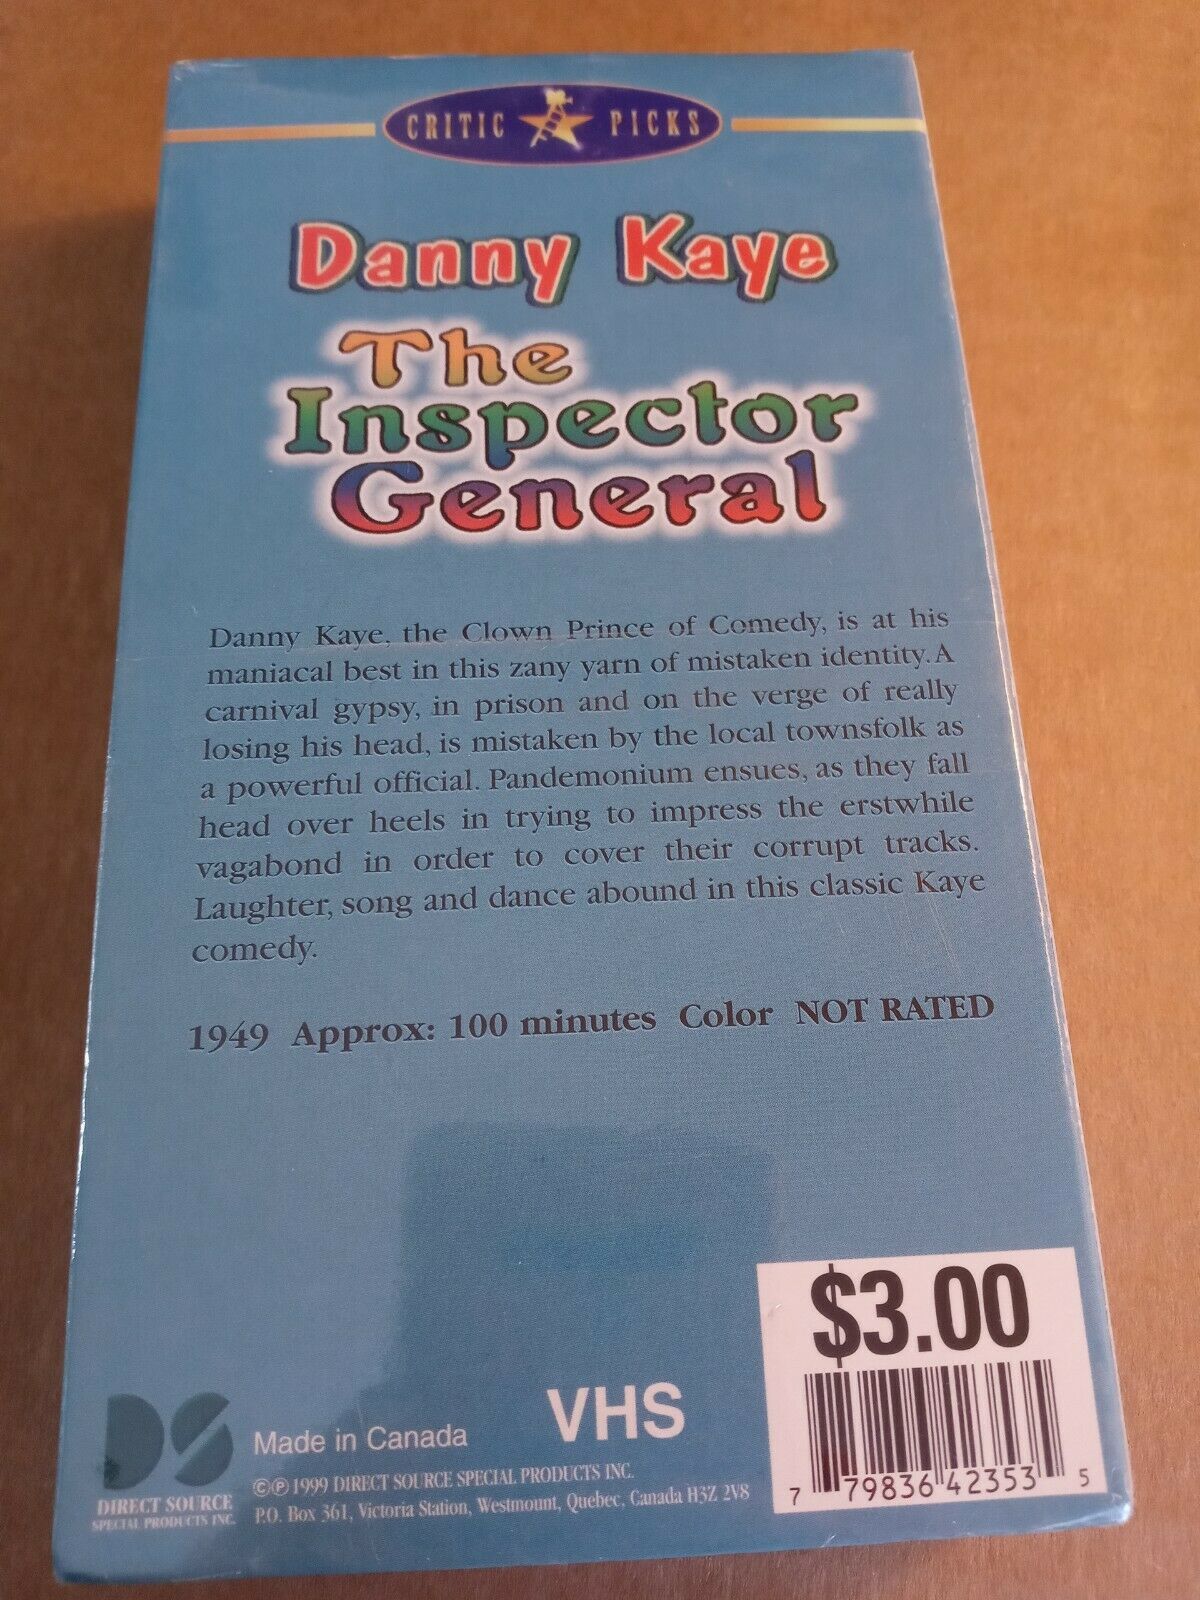 CRITIC PICKS
Danny Kaye
The
Inspector
General
Danny Kaye, the Clown Prince of Comedy, is at his
maniacal best in this zany yarn of mistaken identity. A
carnival gypsy, in prison and on the verge of really
losing his head, is mistaken by the local townsfolk as
a powerful official. Pandemonium ensues, as they fall
head over heels in trying to impress the erstwhile
vagabond in order to cover their corrupt tracks.
Laughter, song and dance abound in this classic Kaye
comedy.
1949 Approx: 100 minutes Color NOT RATED
$3.00
7 79836 42353 5
VHS
DS
DIRECT SOURCE
SPECIAL PRODUCTS INC.
Made in Canada
©℗ 1999 DIRECT SOURCE SPECIAL PRODUCTS INC.
P.O. Box 361, Victoria Station, Westmount, Quebec, Canada H3Z 2V8